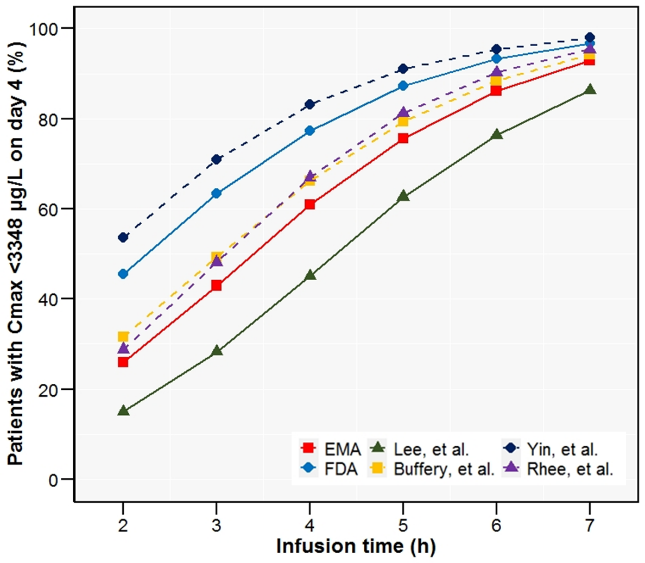 Patients with Cmax <3348 µg/L on day 4 (%)
100
80
60
40
20
0
EMA
Lee, et al.
Yin, et al.
FDA
Buffery, et al.
Rhee, et al.
2 3 4 5 6 7
Infusion time (h)